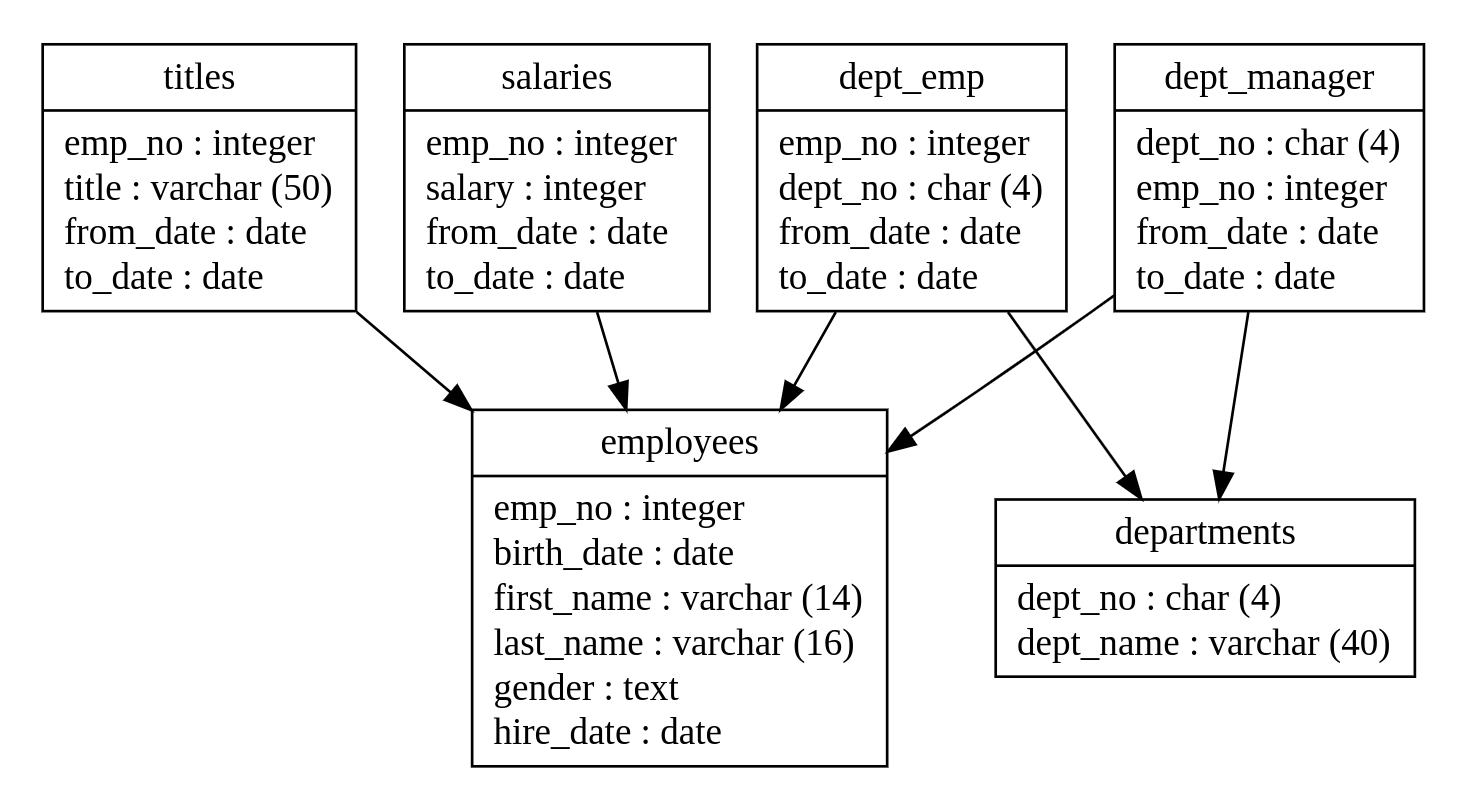 titles
emp_no : integer
title : varchar (50)
from_date : date
to_date : date
salaries
emp_no : integer
salary : integer
from_date : date
to_date : date
dept_emp
emp_no : integer
dept_no : char (4)
from_date : date
to_date : date
dept_manager
dept_no : char (4)
emp_no : integer
from_date : date
to_date : date
employees
emp_no : integer
birth_date : date
first_name : varchar (14)
last_name : varchar (16)
gender : text
hire_date : date
departments
dept_no : char (4)
dept_name : varchar (40)